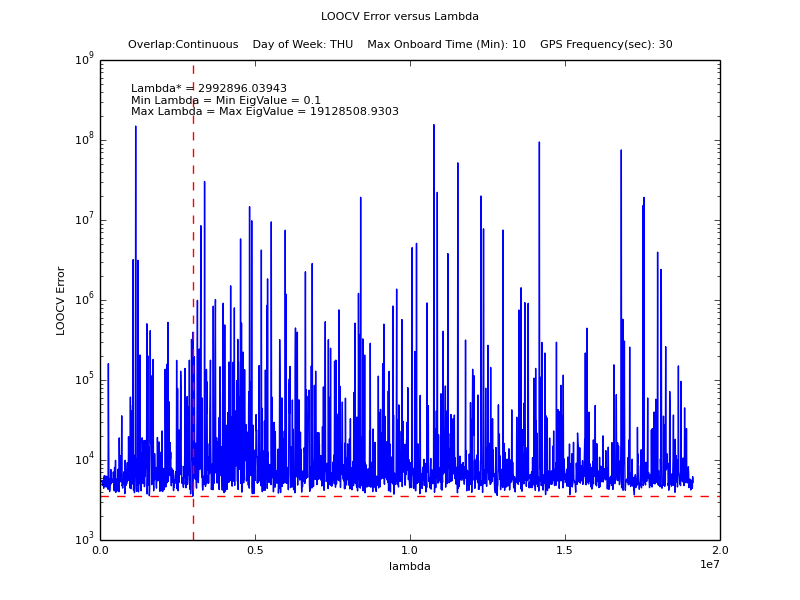 LOOCV Error versus Lambda
Overlap:Continuous    Day of Week: THU    Max Onboard Time (Min): 10    GPS Frequency(sec): 30
10^9
Lambda* = 2992896.03943
Min Lambda = Min EigValue = 0.1
Max Lambda = Max EigValue = 19128508.9303
10^8
10^7
10^6
LOOCV Error
10^5
10^4
10^3
0.0 0.5 1.0 1.5 2.0
lambda
1e7